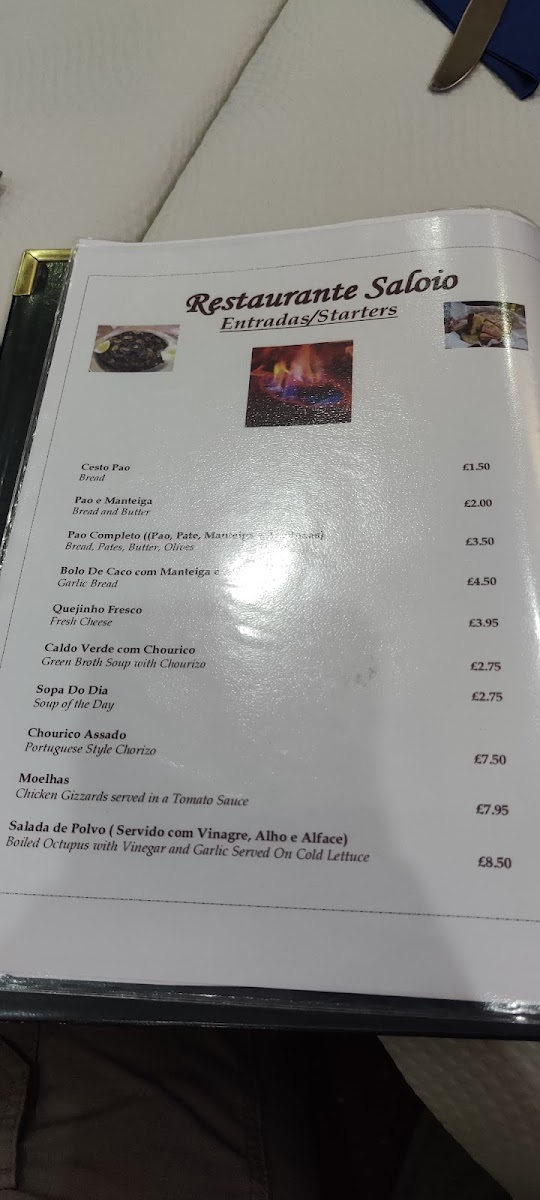 Restaurante Saloio
Entradas/Starters
Cesto Pao £1.50
Bread
Pao e Manteiga £2.00
Bread and Butter
Pao Completo ((Pao, Pate, Manteiga
£3.50
Bread, Pates, Butter, Olives
Bolo De Caco com Manteiga e £4.50
Garlic Bread
Quejinho Fresco £3.95
Fresh Cheese
Caldo Verde com Chourico £2.75
Green Broth Soup with Chourizo
Sopa Do Dia £2.75
Soup of the Day
Chourico Assado £7.50
Portuguese Style Chorizo
Moelhas £7.95
Chicken Gizzards served in a Tomato Sauce
Salada de Polvo ( Servido com Vinagre, Alho e Alface) £8.50
Boiled Octupus with Vinegar and Garlic Served On Cold Lettuce